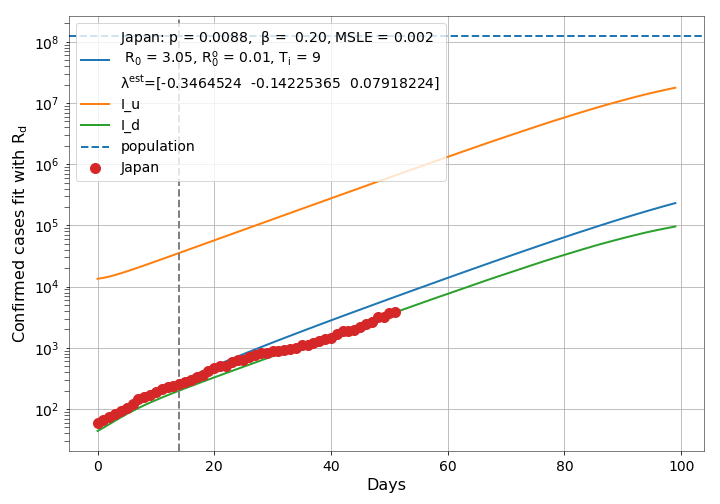 Japan: p = 0.0088, β = 0.20, MSLE = 0.002
R₀ = 3.05, R₀⁰ = 0.01, Tᵢ = 9
λᵉˢᵗ=[-0.3464524 -0.14225365 0.07918224]
I_u
I_d
population
Japan
10⁸
10⁷
10⁶
10⁵
10⁴
10³
10²
Confirmed cases fit with R_d
0 20 40 60 80 100
Days